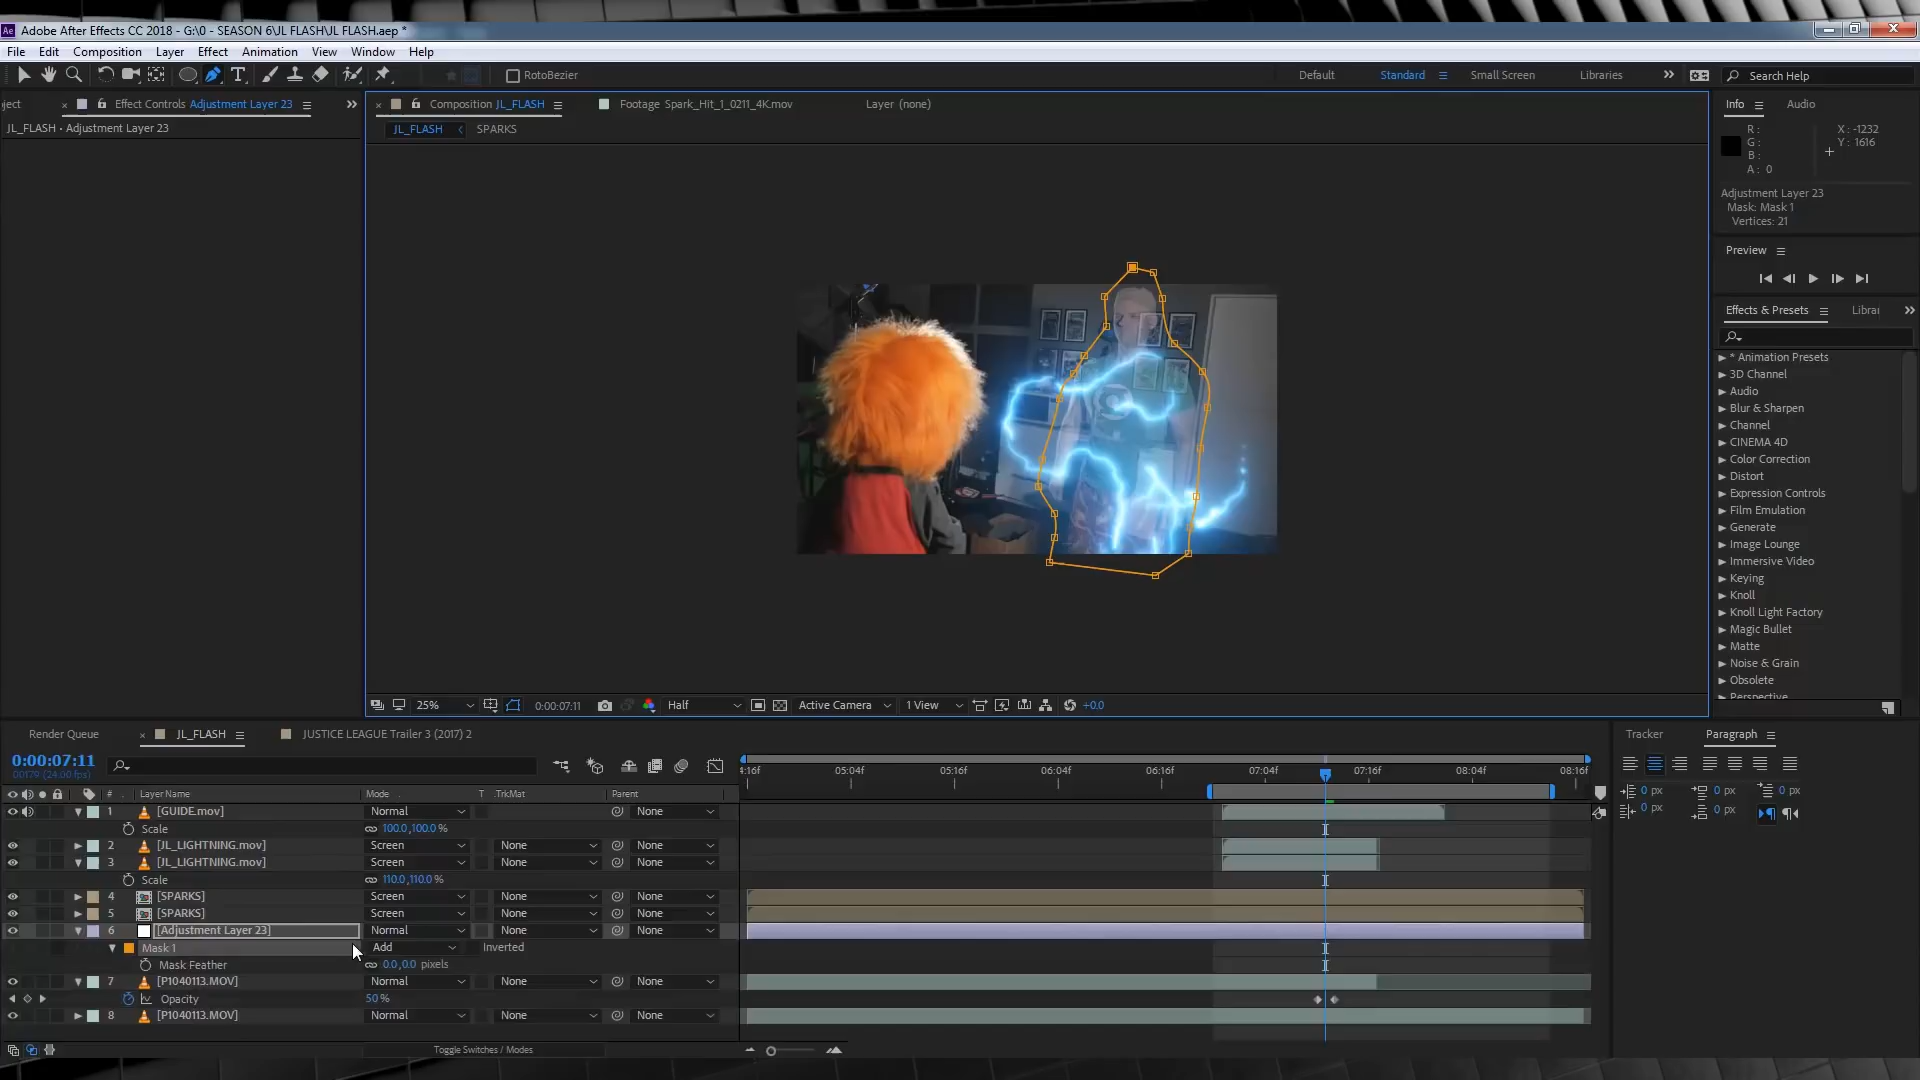 Adobe After Effects CC 2018 - G:\0 - SEASON 6\JL FLASH\JL FLASH.aep *
File Edit Composition Layer Effect Animation View Window Help
RotoBezier Default Standard Small Screen Libraries Search Help
ject Effect Controls Adjustment Layer 23 Composition JL_FLASH Footage Spark_Hit_1_0211_4K.mov Layer (none) Info Audio
JL_FLASH • Adjustment Layer 23 JL_FLASH SPARKS
R: X: -1232
G: Y: 1616
B:
A: 0
Adjustment Layer 23
Mask: Mask 1
Vertices: 21
Preview
Effects & Presets Librai
* Animation Presets
3D Channel
Audio
Blur & Sharpen
Channel
CINEMA 4D
Color Correction
Distort
Expression Controls
Film Emulation
Generate
Image Lounge
Immersive Video
Keying
Knoll
Knoll Light Factory
Magic Bullet
Matte
Noise & Grain
Obsolete
Perspective
25% 0:00:07:11 Half Active Camera 1 View +0.0
Render Queue JL_FLASH JUSTICE LEAGUE Trailer 3 (2017) 2 Tracker Paragraph
0:00:07:11
00179 (24.00 fps)
4:16f 05:04f 05:16f 06:04f 06:16f 07:04f 07:16f 08:04f 08:16f
# Layer Name Mode T .TrkMat Parent
0 px 0 px 0 px
0 px 0 px
1 [GUIDE.mov] Normal None
Scale 100.0,100.0 %
2 [JL_LIGHTNING.mov] Screen None None
3 [JL_LIGHTNING.mov] Screen None None
Scale 110.0,110.0 %
4 [SPARKS] Screen None None
5 [SPARKS] Screen None None
6 [Adjustment Layer 23] Normal None None
Mask 1 Add Inverted
Mask Feather 0.0,0.0 pixels
7 [P1040113.MOV] Normal None None
Opacity 50 %
8 [P1040113.MOV] Normal None None
Toggle Switches / Modes